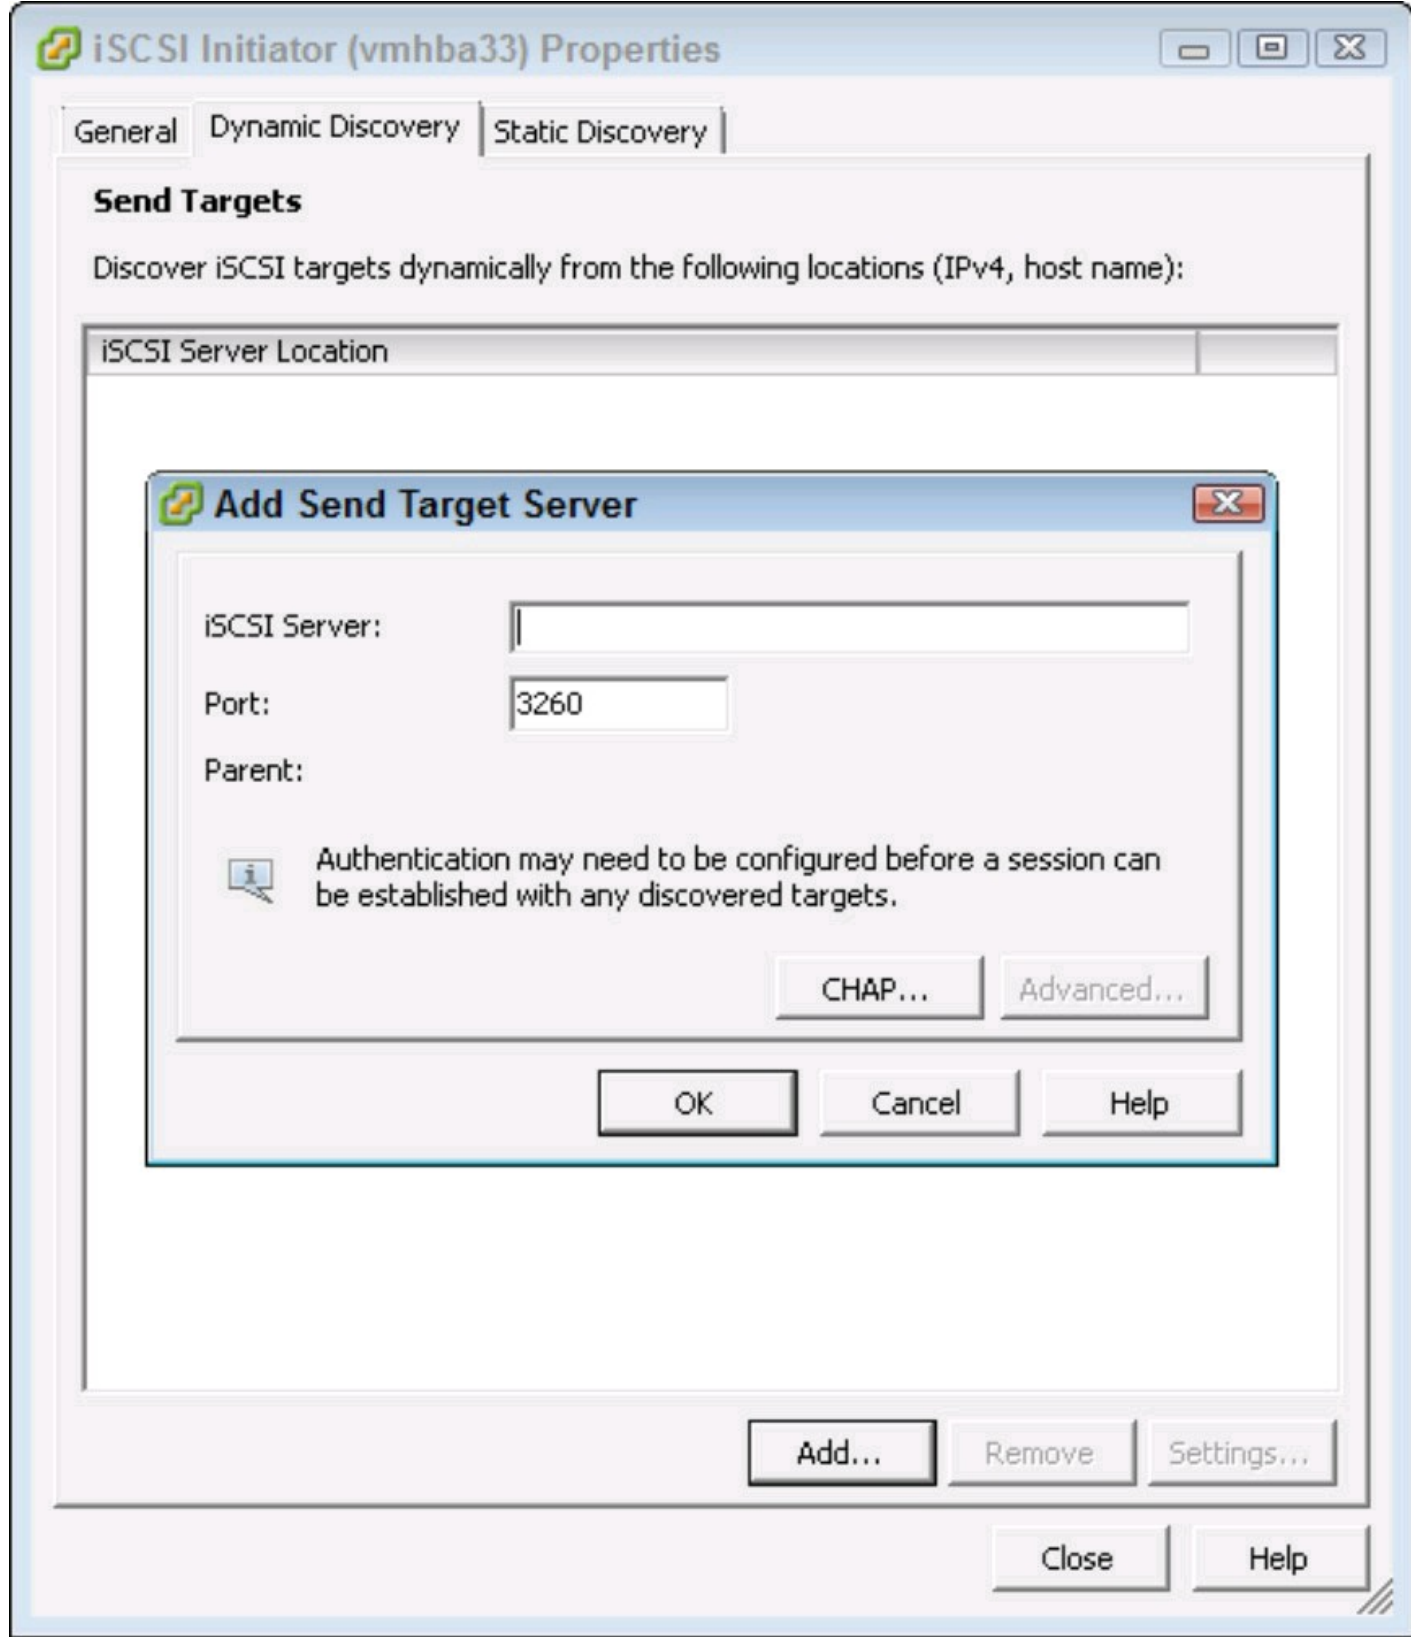 iSCSI Initiator (vmhba33) Properties
General
Dynamic Discovery
Static Discovery
Send Targets
Discover iSCSI targets dynamically from the following locations (IPv4, host name):
iSCSI Server Location
Add Send Target Server
iSCSI Server:
Port:
3260
Parent:
Authentication may need to be configured before a session can
be established with any discovered targets.
CHAP...
Advanced...
OK
Cancel
Help
Add...
Remove
Settings...
Close
Help